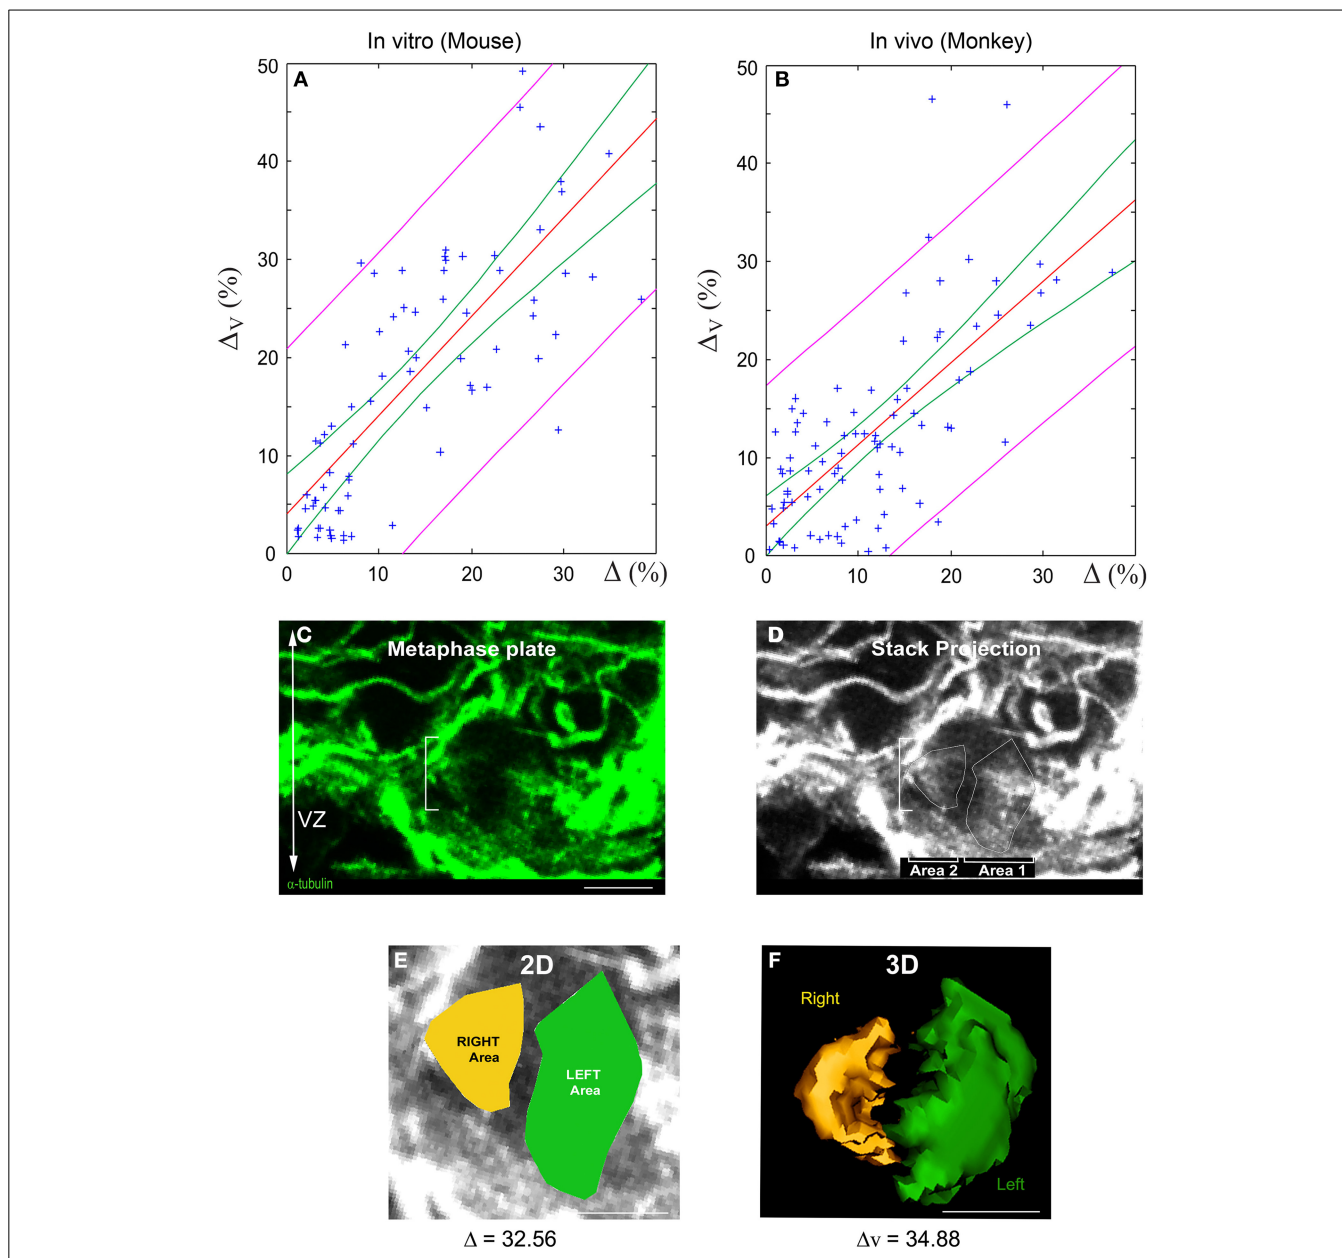 In vitro (Mouse)
In vivo (Monkey)
A
50
40
30
20
10
0
Δv (%)
0 10 20 30 Δ (%)
B
50
40
30
20
10
0
Δv (%)
0 10 20 30 Δ (%)
C
Metaphase plate
VZ
α-tubulin
D
Stack Projection
Area 2 Area 1
E
2D
RIGHT
Area
LEFT
Area
Δ = 32.56
F
3D
Right
Left
Δv = 34.88